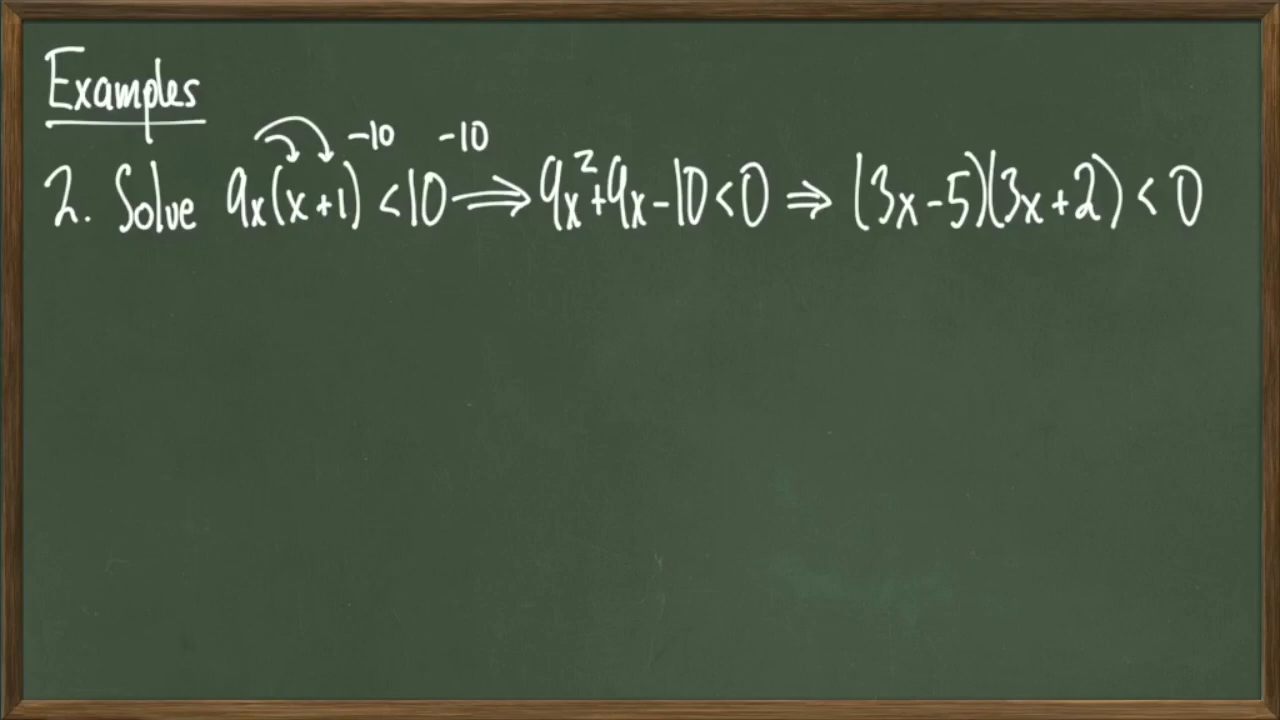 Examples
-10 -10
2. Solve 9x(x+1) <10 ⟹ 9x²+9x-10<0 ⇒ (3x-5)(3x+2) < 0